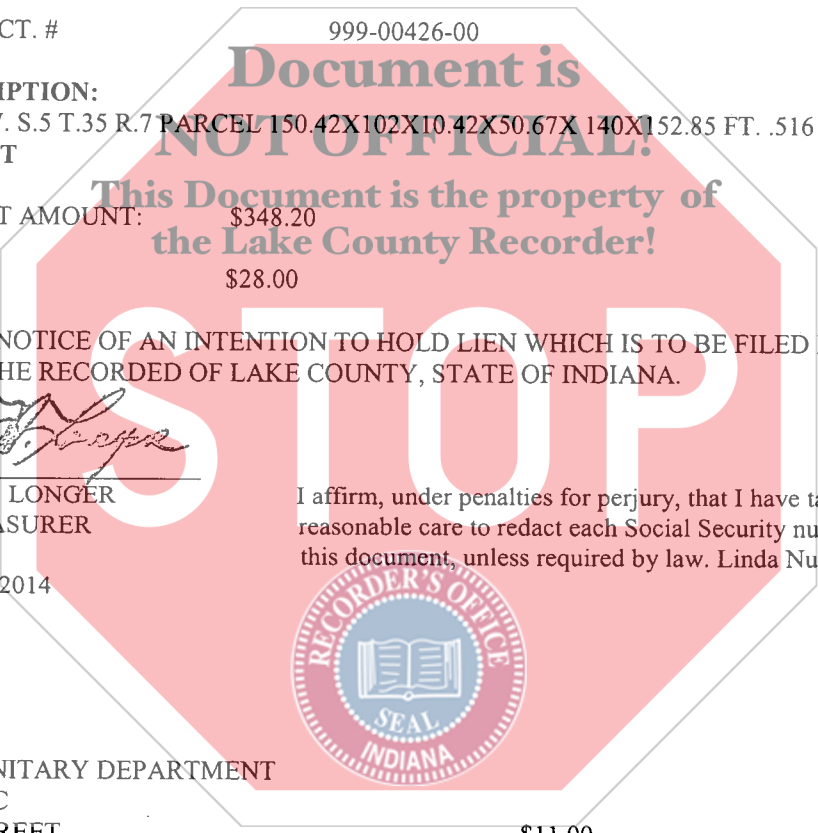 CT. # 999-00426-00
Document is
IPTION:
. S.5 T.35 R.7 PARCEL 150.42X102X10.42X50.67X 140X152.85 FT. .516
T
NOT OFFICIAL!
This Document is the property of
T AMOUNT: $348.20
the Lake County Recorder!
$28.00
STOP
NOTICE OF AN INTENTION TO HOLD LIEN WHICH IS TO BE FILED
HE RECORDED OF LAKE COUNTY, STATE OF INDIANA.
LONGER
ASURER
I affirm, under penalties for perjury, that I have ta
reasonable care to redact each Social Security nu
this document, unless required by law. Linda Nu
2014
RECORDER'S OFFICE
SEAL
INDIANA
NITARY DEPARTMENT
C
REET $11.00